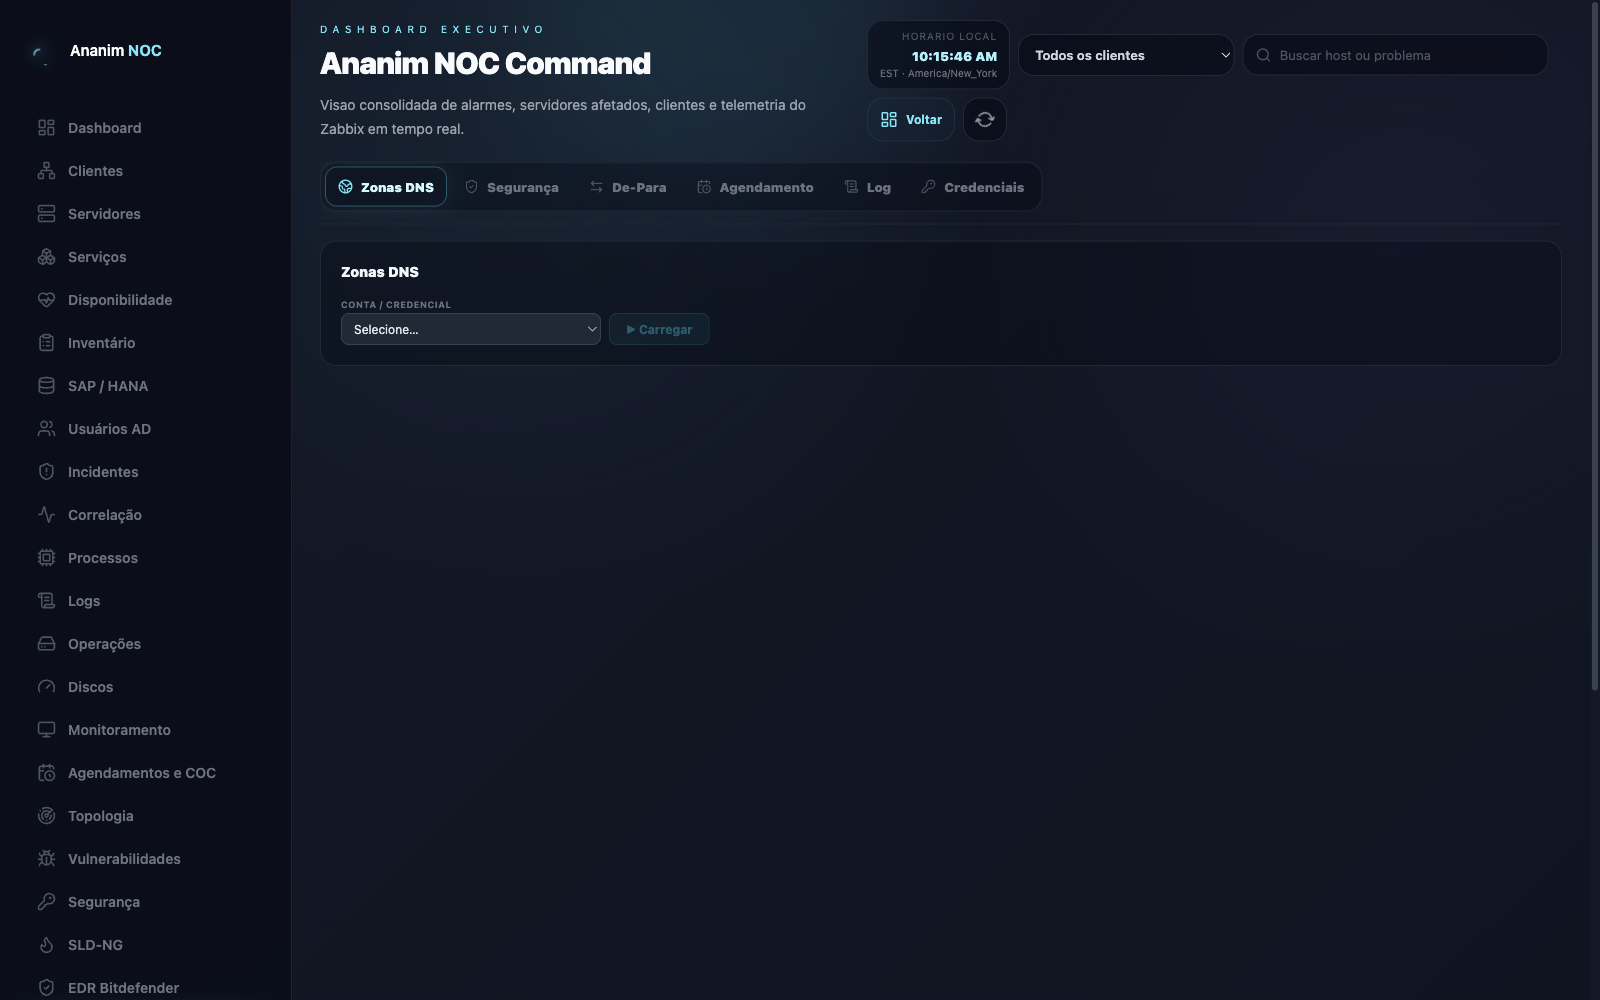 Ananim NOC
Dashboard
Clientes
Servidores
Serviços
Disponibilidade
Inventário
SAP / HANA
Usuários AD
Incidentes
Correlação
Processos
Logs
Operações
Discos
Monitoramento
Agendamentos e COC
Topologia
Vulnerabilidades
Segurança
SLD-NG
EDR Bitdefender
DASHBOARD EXECUTIVO
Ananim NOC Command
Visao consolidada de alarmes, servidores afetados, clientes e telemetria do
Zabbix em tempo real.
HORARIO LOCAL
10:15:46 AM
EST · America/New_York
Todos os clientes
Buscar host ou problema
Voltar
Zonas DNS
Segurança
De-Para
Agendamento
Log
Credenciais
Zonas DNS
CONTA / CREDENCIAL
Selecione...
Carregar